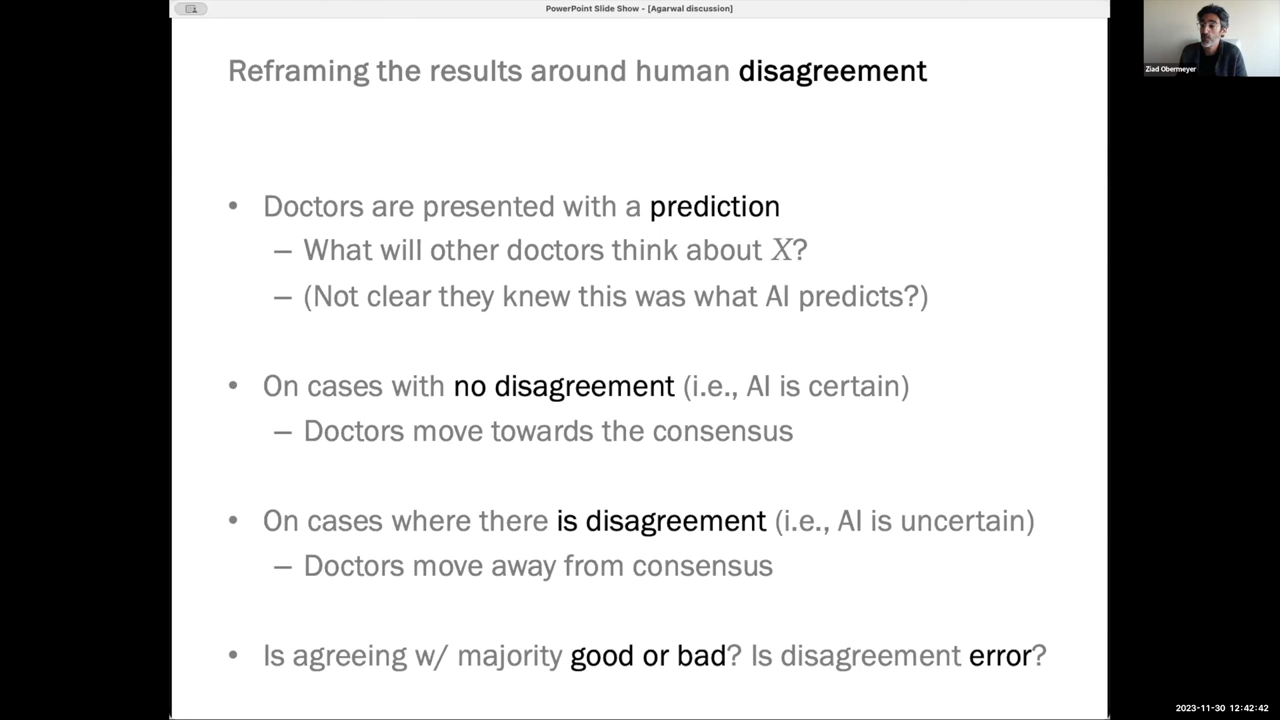 PowerPoint Slide Show - [Agarwal discussion]
Ziad Obermeyer
Reframing the results around human disagreement
• Doctors are presented with a prediction
– What will other doctors think about X?
– (Not clear they knew this was what AI predicts?)
• On cases with no disagreement (i.e., AI is certain)
– Doctors move towards the consensus
• On cases where there is disagreement (i.e., AI is uncertain)
– Doctors move away from consensus
• Is agreeing w/ majority good or bad? Is disagreement error?
2023-11-30 12:42:42